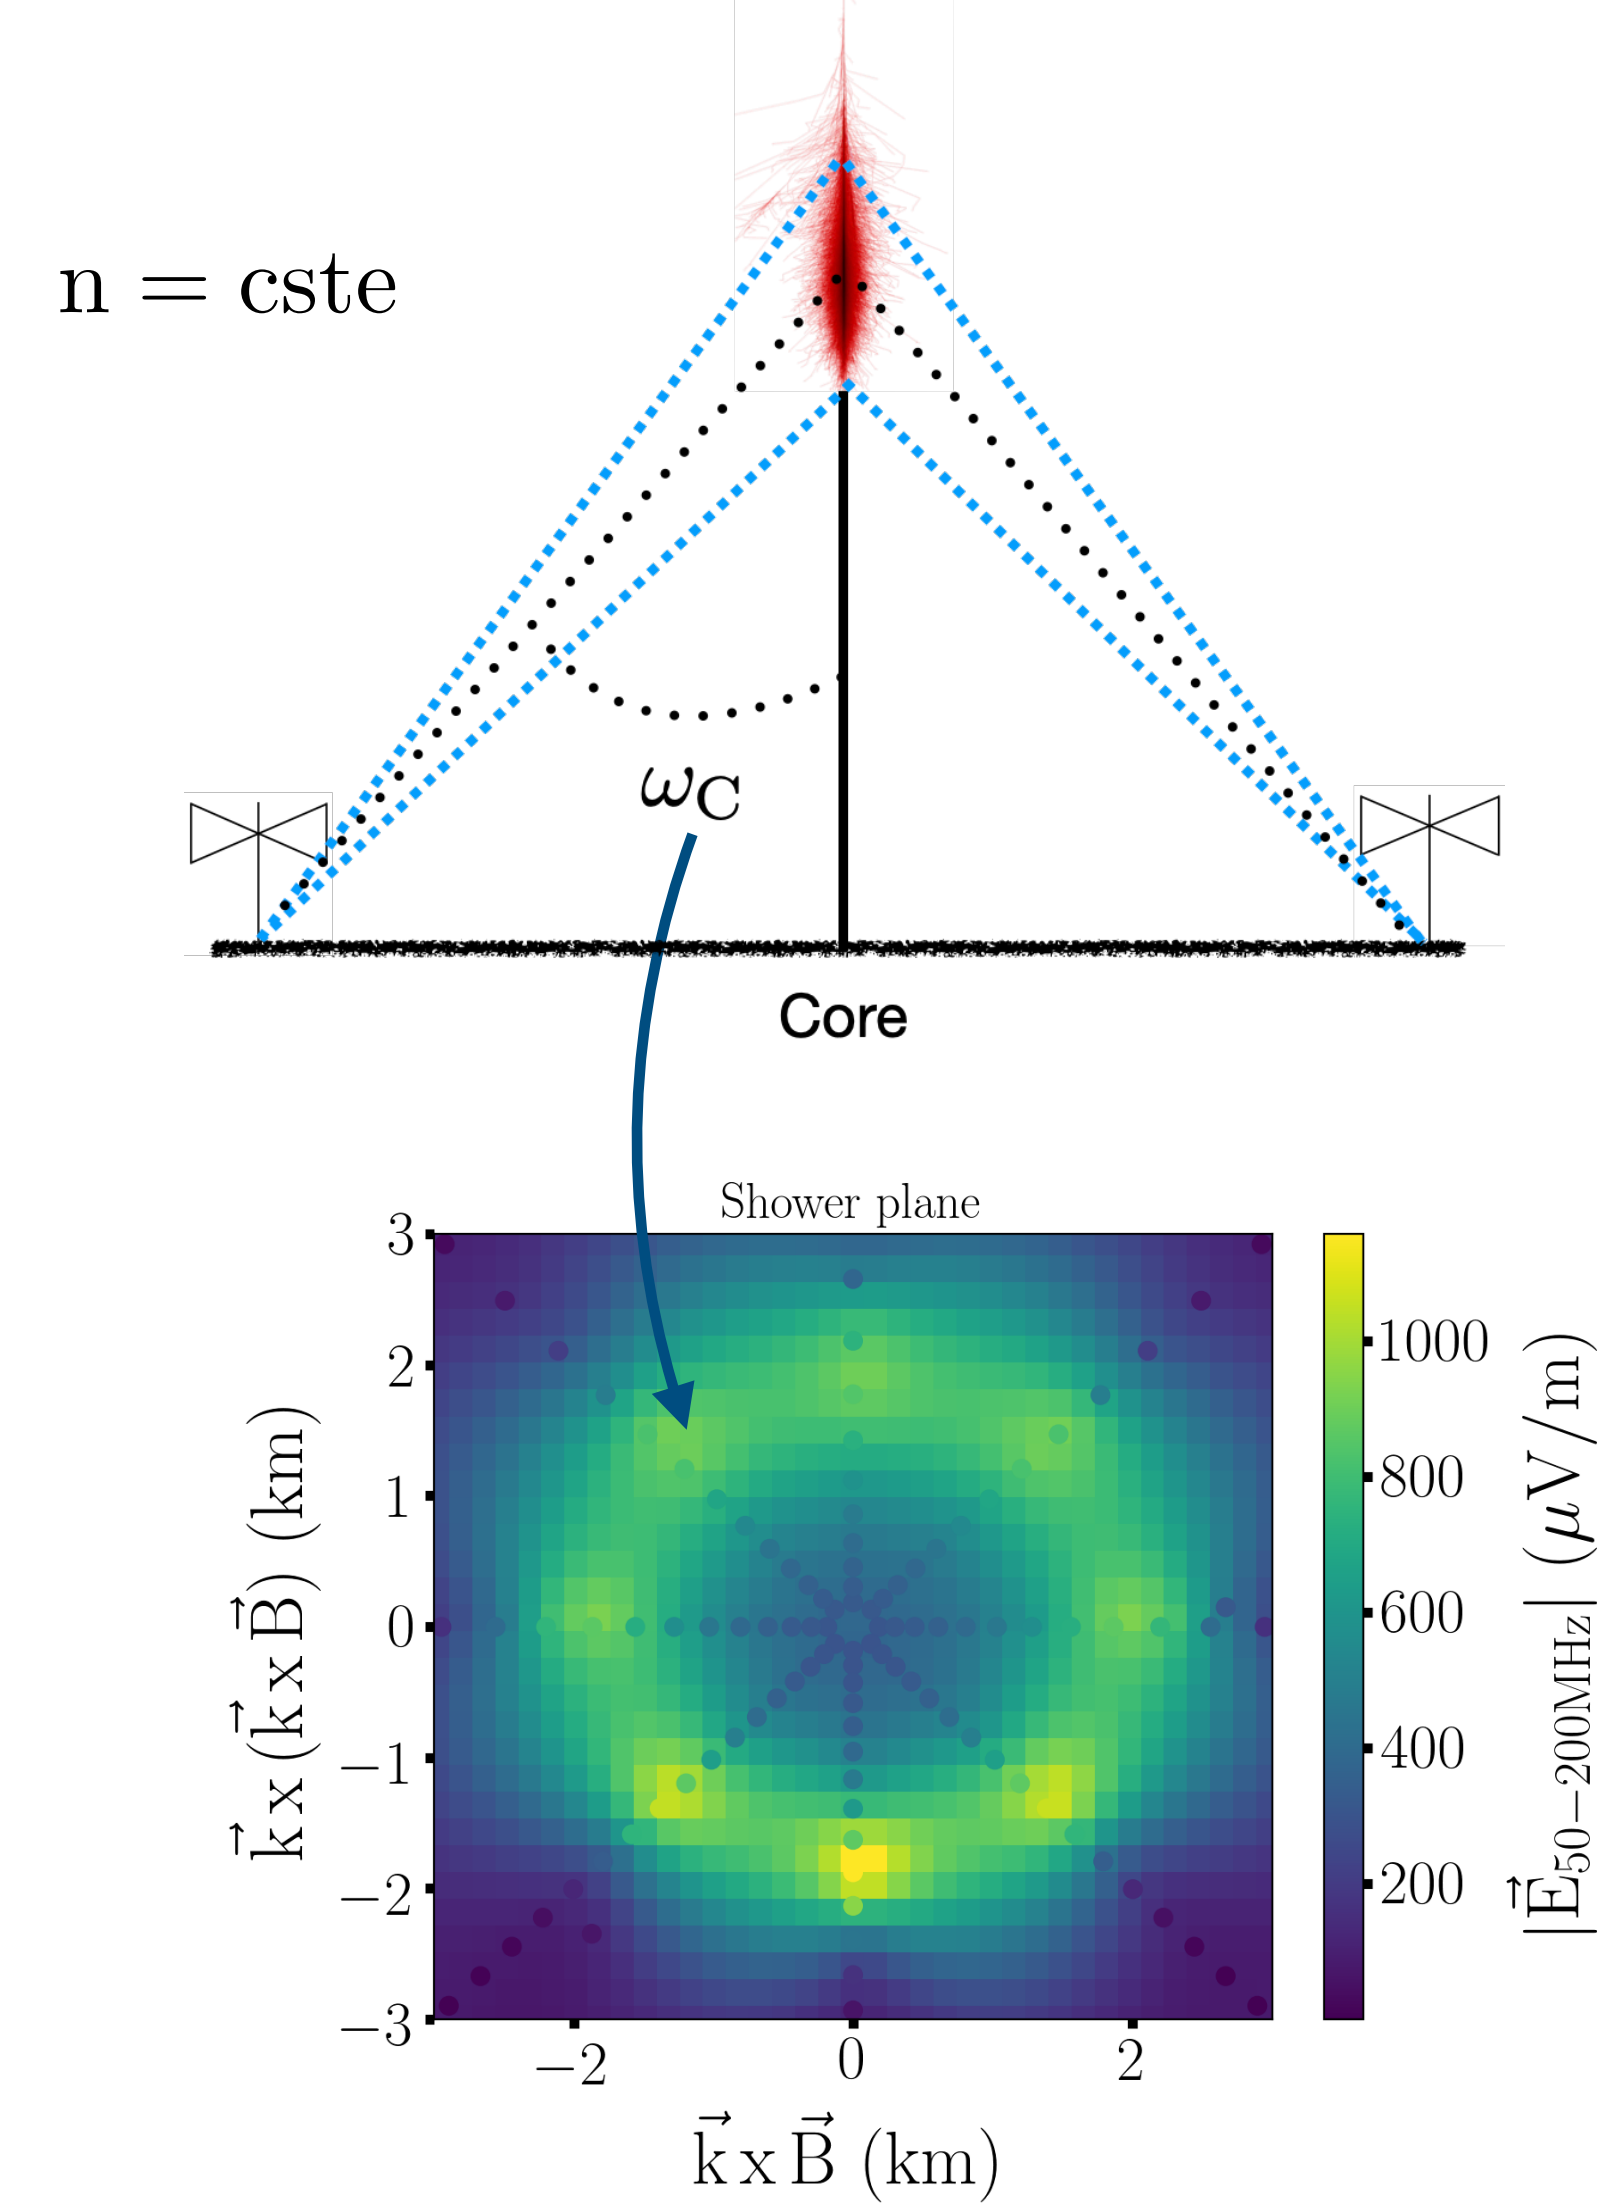 n = cste
ωC
Core
Shower plane
3
2
1
0
−1
−2
−3
−2
0
2
k⃗ x (k⃗ x B⃗) (km)
k⃗ x B⃗ (km)
1000
800
600
400
200
|E⃗50−200MHz| (μV/m)